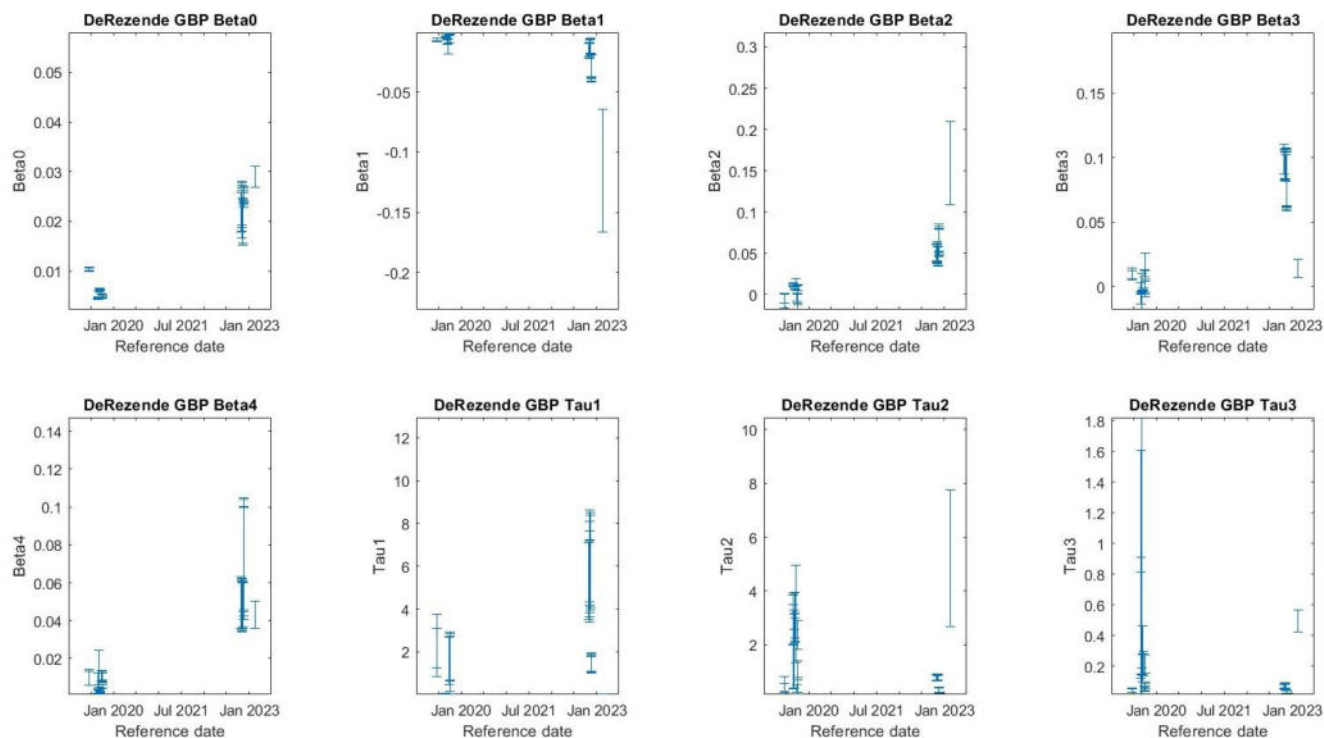 DeRezende GBP Beta0
0.05
0.04
0.03
0.02
0.01
Beta0
Jan 2020 Jul 2021 Jan 2023
Reference date
DeRezende GBP Beta1
-0.05
-0.1
-0.15
-0.2
Beta1
Jan 2020 Jul 2021 Jan 2023
Reference date
DeRezende GBP Beta2
0.3
0.25
0.2
0.15
0.1
0.05
0
Beta2
Jan 2020 Jul 2021 Jan 2023
Reference date
DeRezende GBP Beta3
0.15
0.1
0.05
0
Beta3
Jan 2020 Jul 2021 Jan 2023
Reference date
DeRezende GBP Beta4
0.14
0.12
0.1
0.08
0.06
0.04
0.02
Beta4
Jan 2020 Jul 2021 Jan 2023
Reference date
DeRezende GBP Tau1
12
10
8
6
4
2
Tau1
Jan 2020 Jul 2021 Jan 2023
Reference date
DeRezende GBP Tau2
10
8
6
4
2
Tau2
Jan 2020 Jul 2021 Jan 2023
Reference date
DeRezende GBP Tau3
1.8
1.6
1.4
1.2
1
0.8
0.6
0.4
0.2
Tau3
Jan 2020 Jul 2021 Jan 2023
Reference date